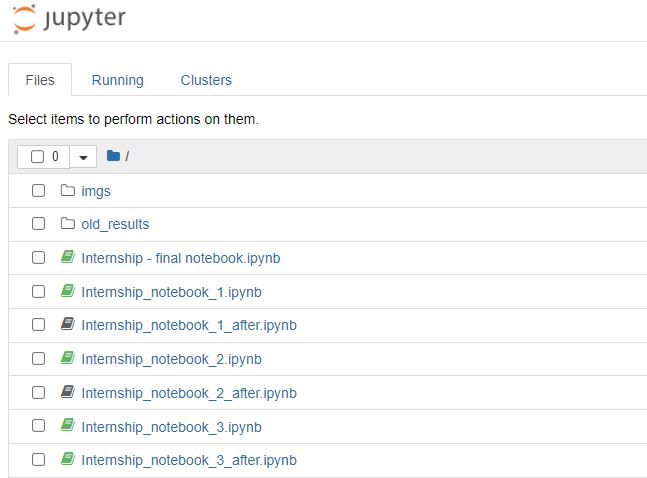 jupyter
Files Running Clusters
Select items to perform actions on them.
0 /
imgs
old_results
Internship - final notebook.ipynb
Internship_notebook_1.ipynb
Internship_notebook_1_after.ipynb
Internship_notebook_2.ipynb
Internship_notebook_2_after.ipynb
Internship_notebook_3.ipynb
Internship_notebook_3_after.ipynb